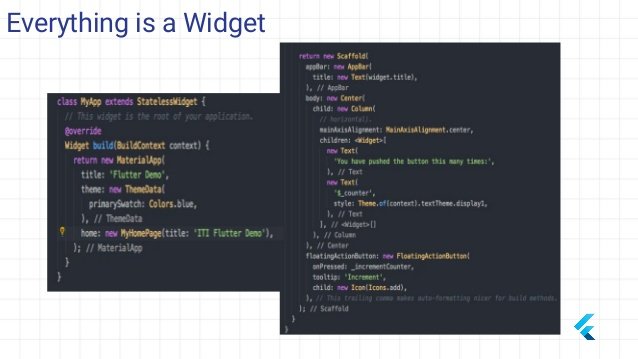 Everything is a Widget
class MyApp extends StatelessWidget {
// This widget is the root of your application.
@override
Widget build(BuildContext context) {
return new MaterialApp(
title: 'Flutter Demo',
theme: new ThemeData(
primarySwatch: Colors.blue,
), // ThemeData
home: new MyHomePage(title: 'ITI Flutter Demo'),
); // MaterialApp
}
}
return new Scaffold(
appBar: new AppBar(
title: new Text(widget.title),
), // AppBar
body: new Center(
child: new Column(
// horizontal).
mainAxisAlignment: MainAxisAlignment.center,
children: <Widget>[
new Text(
'You have pushed the button this many times:',
), // Text
new Text(
'$_counter',
style: Theme.of(context).textTheme.display1,
), // Text
], // <Widget>[]
), // Column
), // Center
floatingActionButton: new FloatingActionButton(
onPressed: _incrementCounter,
tooltip: 'Increment',
child: new Icon(Icons.add),
), // This trailing comma makes auto-formatting nicer for build methods.
); // Scaffold
}
}